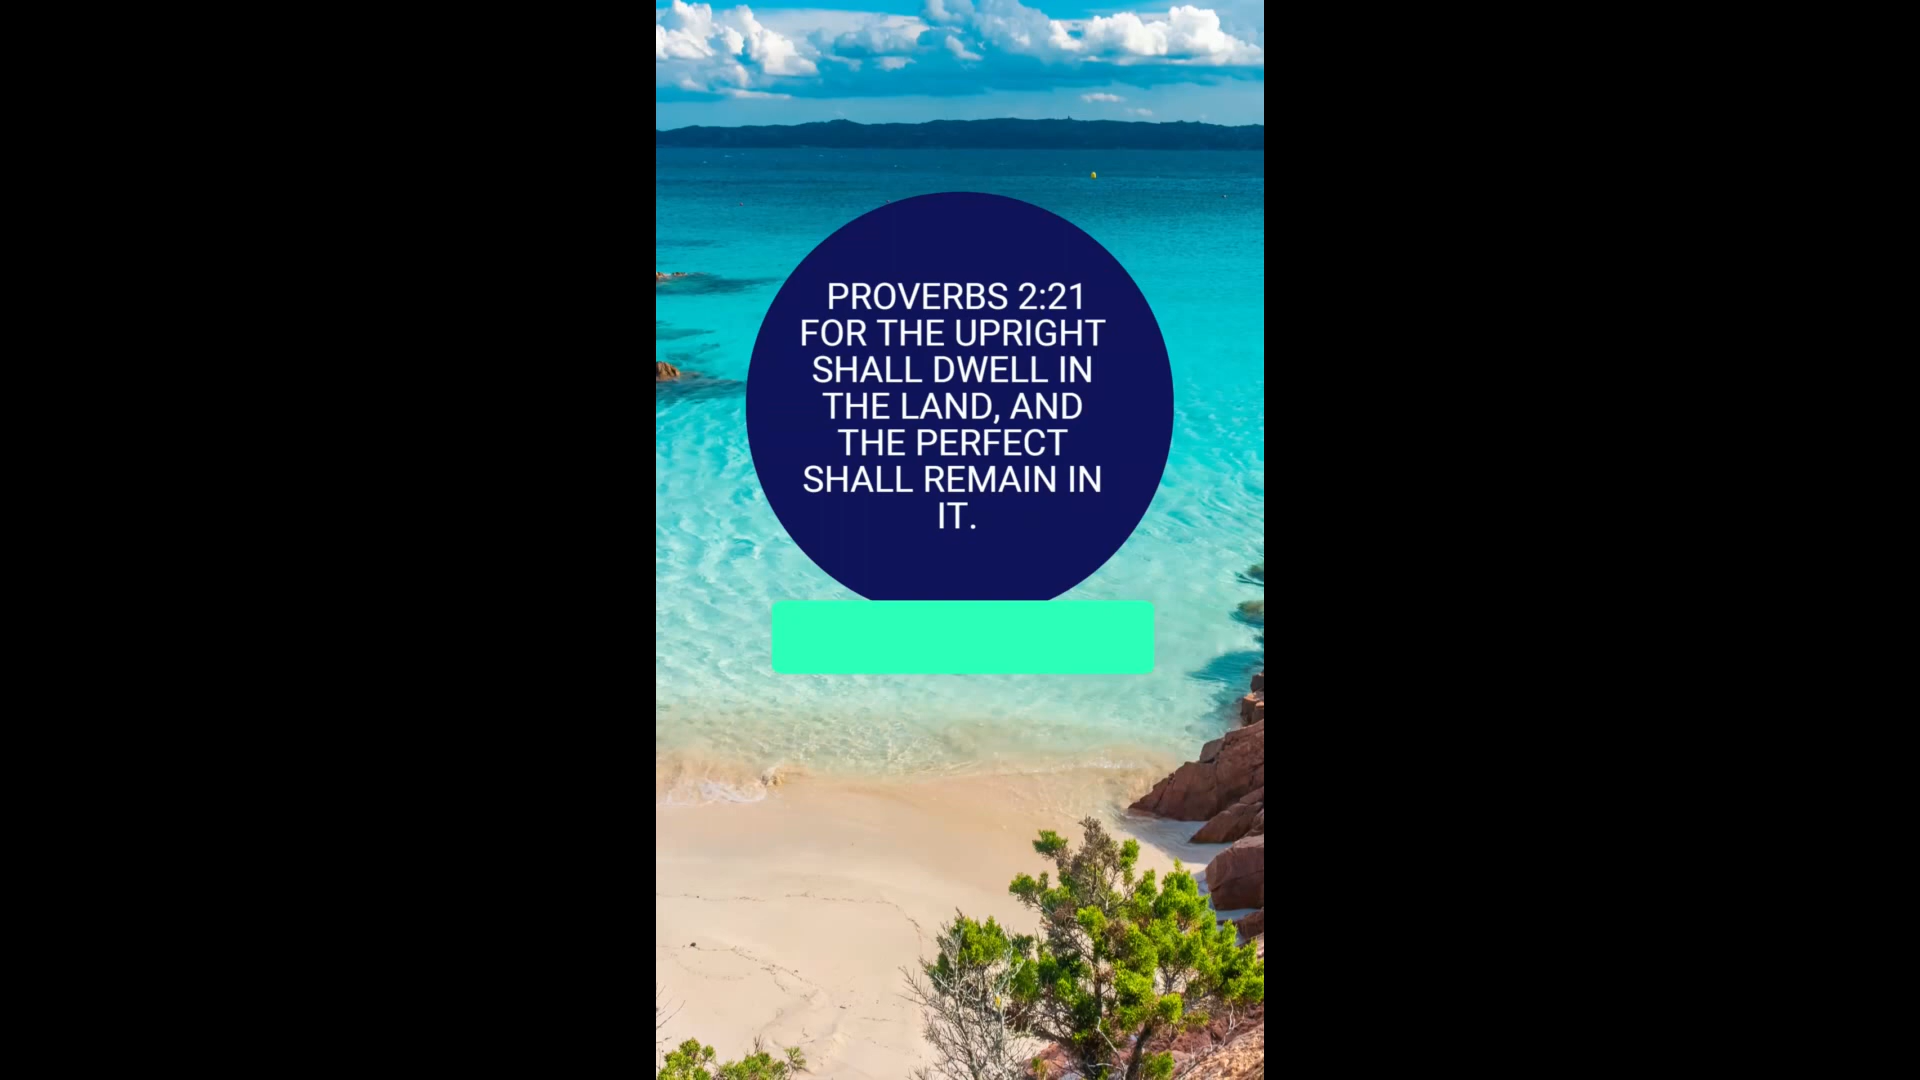 PROVERBS 2:21
FOR THE UPRIGHT
SHALL DWELL IN
THE LAND, AND
THE PERFECT
SHALL REMAIN IN
IT.